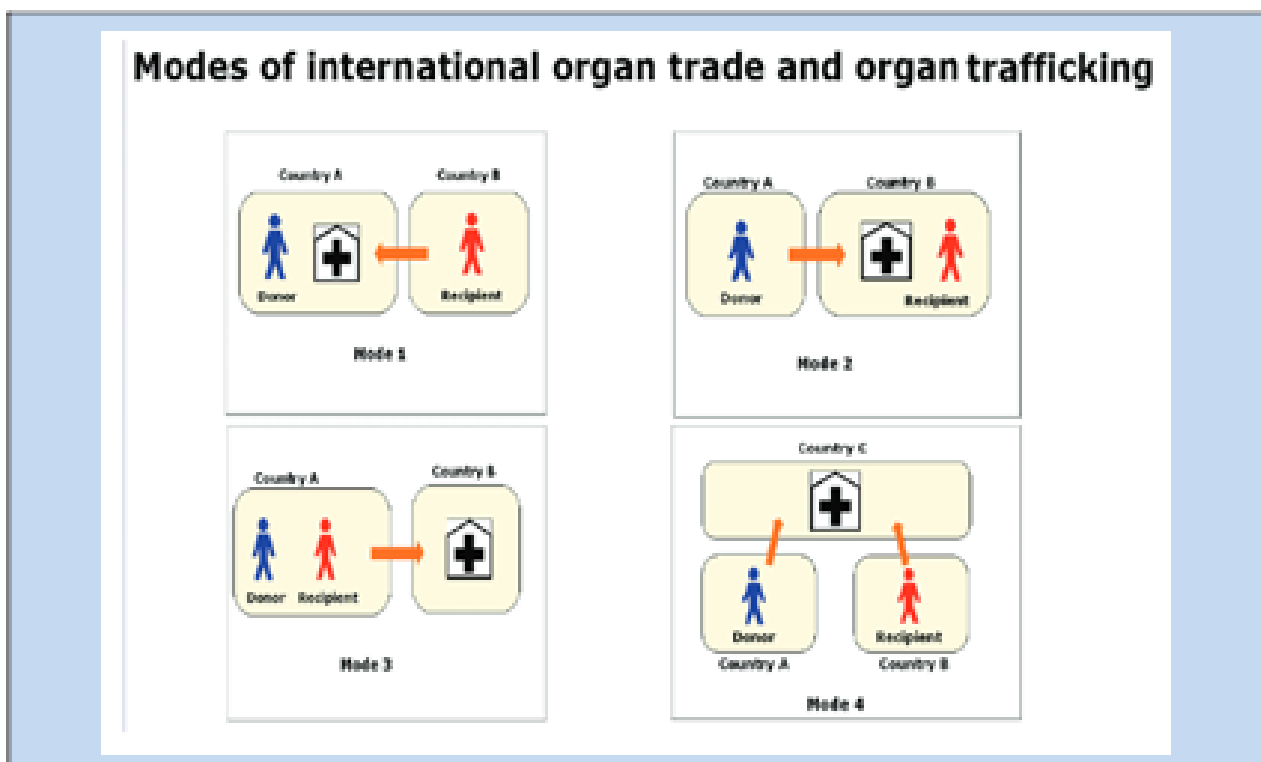 Modes of international organ trade and organ trafficking
Country A
Country B
Donor
Recipient
Mode 1
Country A
Country B
Donor
Recipient
Mode 2
Country A
Country B
Donor
Recipient
Mode 3
Country C
Donor
Recipient
Country A
Country B
Mode 4